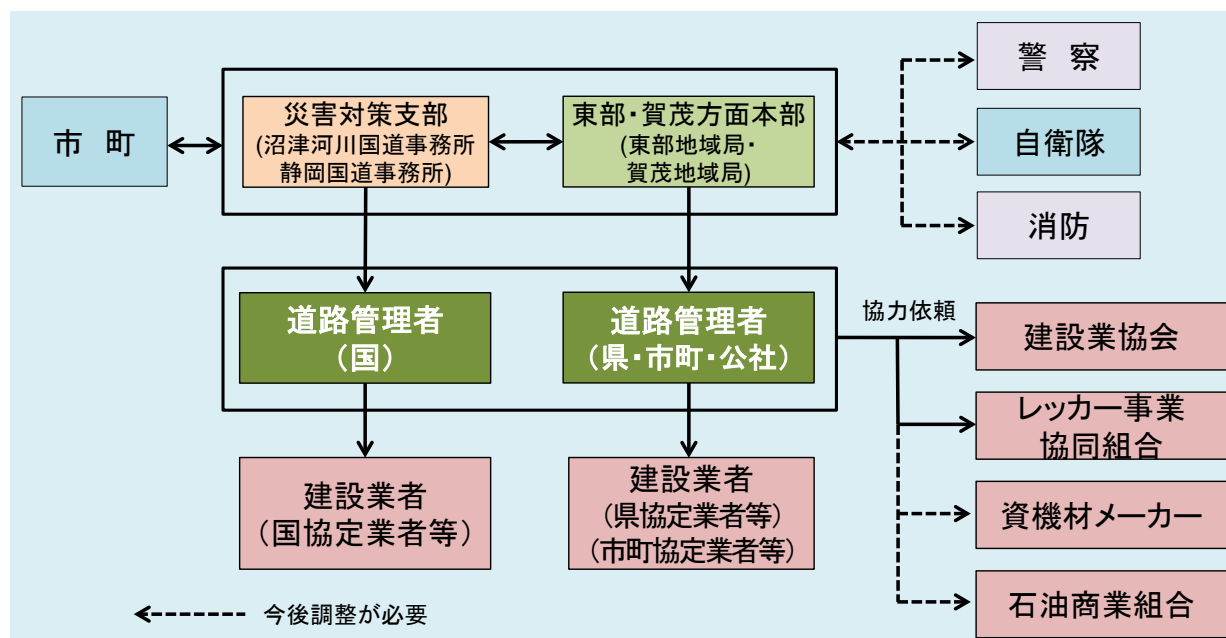 市 町
災害対策支部
(沼津河川国道事務所
静岡国道事務所)
東部・賀茂方面本部
(東部地域局・
賀茂地域局)
警 察
自衛隊
消防
道路管理者
（国）
道路管理者
（県・市町・公社）
協力依頼
建設業協会
レッカー事業
協同組合
資機材メーカー
石油商業組合
建設業者
（国協定業者等）
建設業者
（県協定業者等）
（市町協定業者等）
今後調整が必要